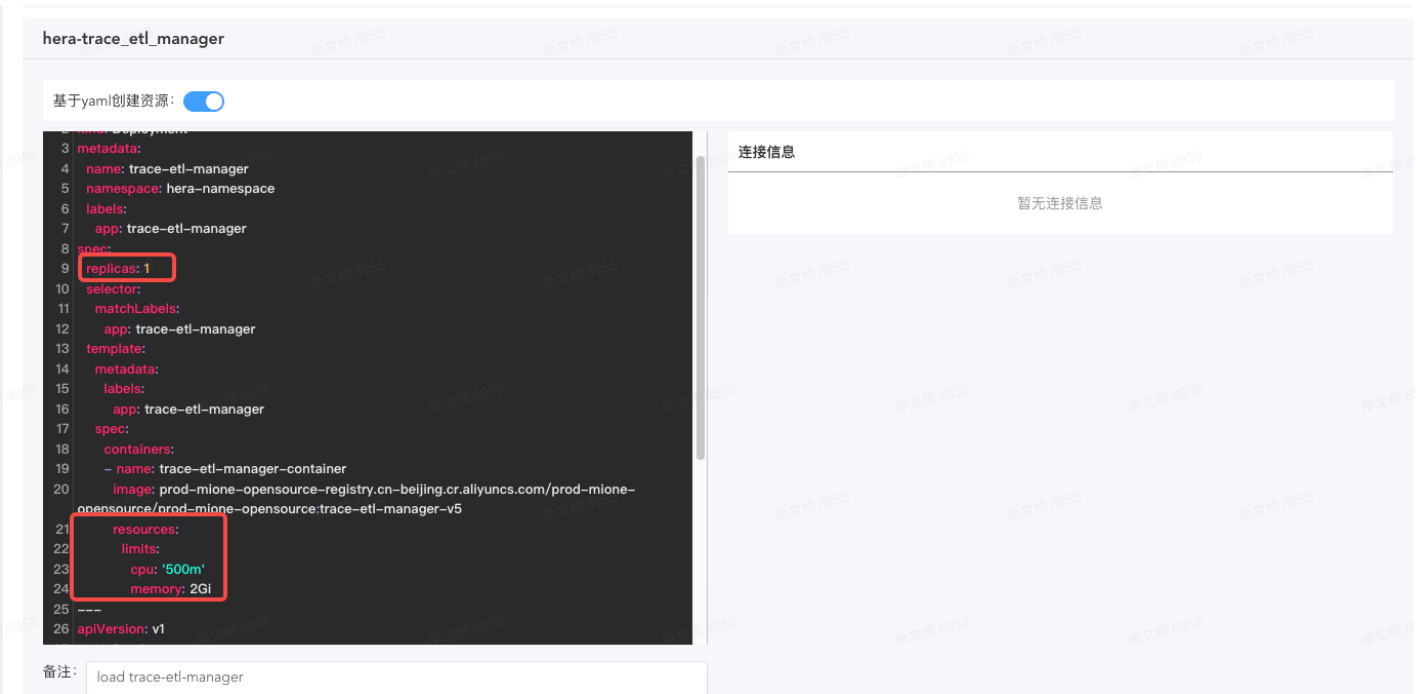 hera-trace_etl_manager
基于yaml创建资源:
2 kind: Deployment
3 metadata:
4 name: trace-etl-manager
5 namespace: hera-namespace
6 labels:
7 app: trace-etl-manager
8 spec:
9 replicas: 1
10 selector:
11 matchLabels:
12 app: trace-etl-manager
13 template:
14 metadata:
15 labels:
16 app: trace-etl-manager
17 spec:
18 containers:
19 - name: trace-etl-manager-container
20 image: prod-mione-opensource-registry.cn-beijing.cr.aliyuncs.com/prod-mione-
opensource/prod-mione-opensource:trace-etl-manager-v5
21 resources:
22 limits:
23 cpu: '500m'
24 memory: 2Gi
25 ---
26 apiVersion: v1
连接信息
暂无连接信息
备注:
load trace-etl-manager